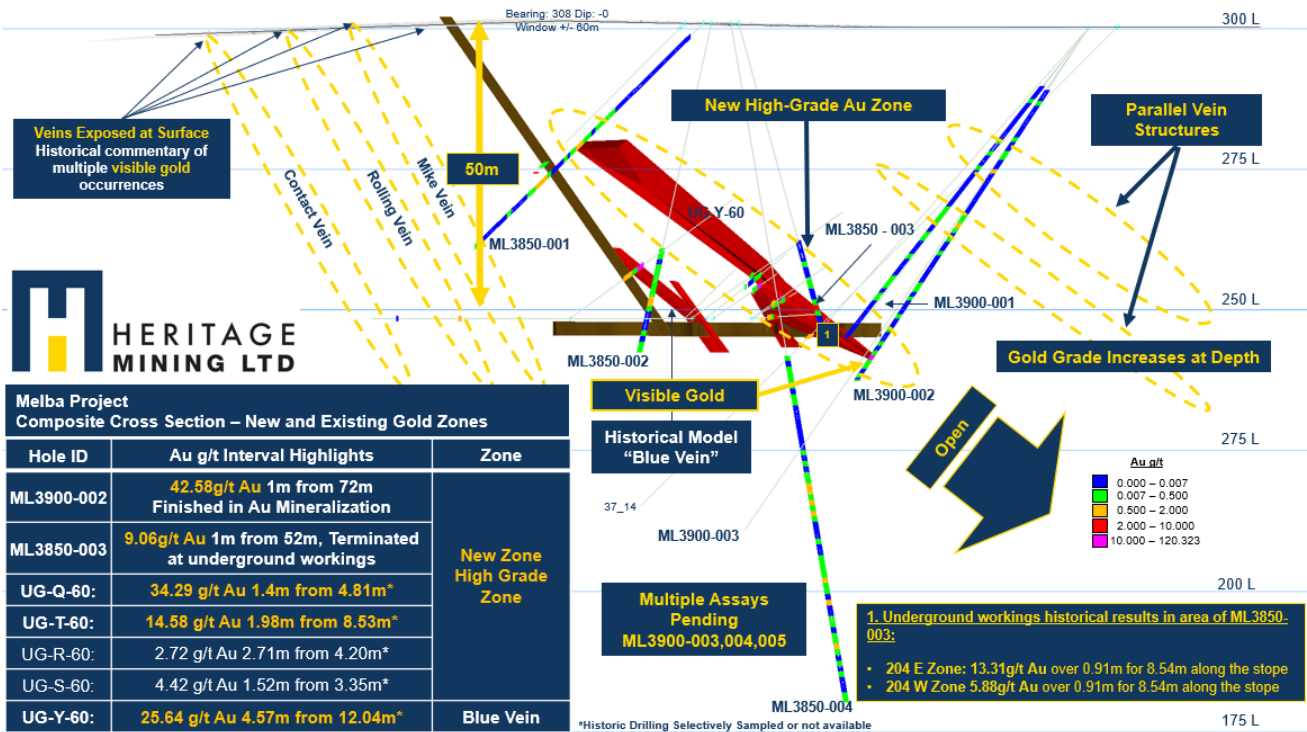 Bearing: 308 Dip: -0
Window +/- 60m
300 L
Veins Exposed at Surface
Historical commentary of
multiple visible gold
occurrences
New High-Grade Au Zone
Parallel Vein
Structures
50m
275 L
Contact Vein
Rolling Vein
Mike Vein
UG-Y-60
ML3850-001
ML3850 - 003
ML3900-001
250 L
1
HERITAGE
MINING LTD
ML3850-002
Gold Grade Increases at Depth
Visible Gold
ML3900-002
Melba Project
Composite Cross Section – New and Existing Gold Zones
Historical Model
"Blue Vein"
Open
275 L
Hole ID
Au g/t Interval Highlights
Zone
ML3900-002
42.58g/t Au 1m from 72m
Finished in Au Mineralization
ML3850-003
9.06g/t Au 1m from 52m, Terminated
at underground workings
UG-Q-60:
34.29 g/t Au 1.4m from 4.81m*
UG-T-60:
14.58 g/t Au 1.98m from 8.53m*
UG-R-60:
2.72 g/t Au 2.71m from 4.20m*
UG-S-60:
4.42 g/t Au 1.52m from 3.35m*
New Zone
High Grade
Zone
UG-Y-60:
25.64 g/t Au 4.57m from 12.04m*
Blue Vein
37_14
ML3900-003
Au g/t
0.000 – 0.007
0.007 – 0.500
0.500 – 2.000
2.000 – 10.000
10.000 – 120.323
200 L
Multiple Assays
Pending
ML3900-003,004,005
1. Underground workings historical results in area of ML3850-
003:
• 204 E Zone: 13.31g/t Au over 0.91m for 8.54m along the stope
• 204 W Zone 5.88g/t Au over 0.91m for 8.54m along the stope
ML3850-004
*Historic Drilling Selectively Sampled or not available
175 L